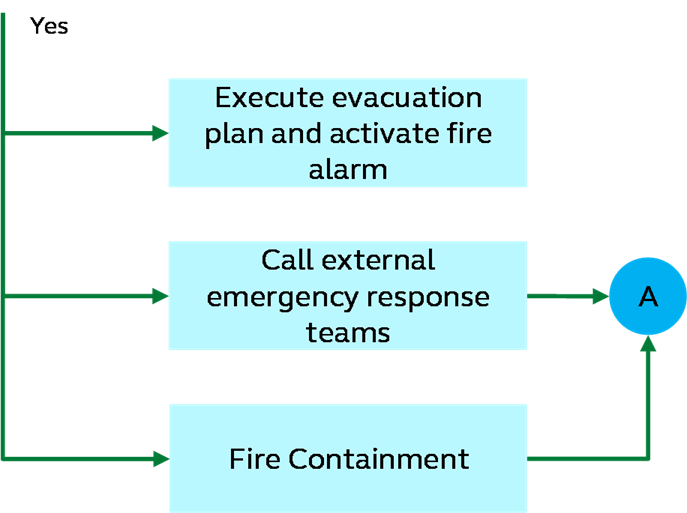 Yes
Execute evacuation
plan and activate fire
alarm
Call external
emergency response
teams
A
Fire Containment